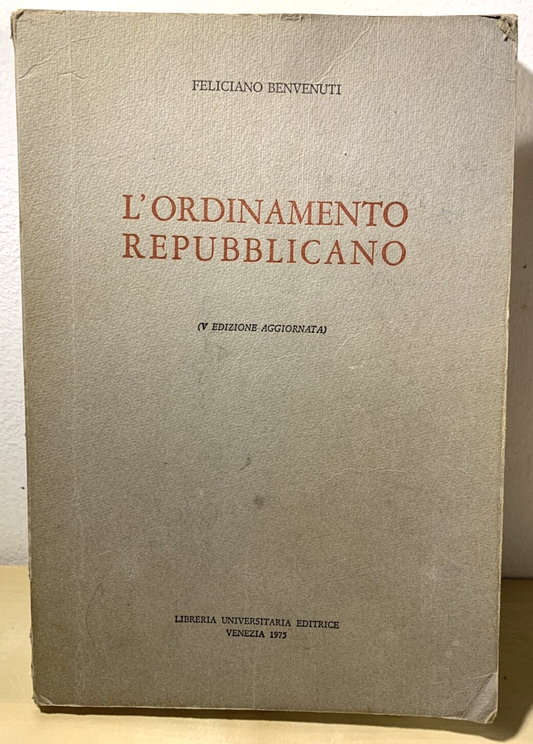 FELICIANO BENVENUTI
L'ORDINAMENTO
REPUBBLICANO
(V EDIZIONE AGGIORNATA)
LIBRERIA UNIVERSITARIA EDITRICE
VENEZIA 1975